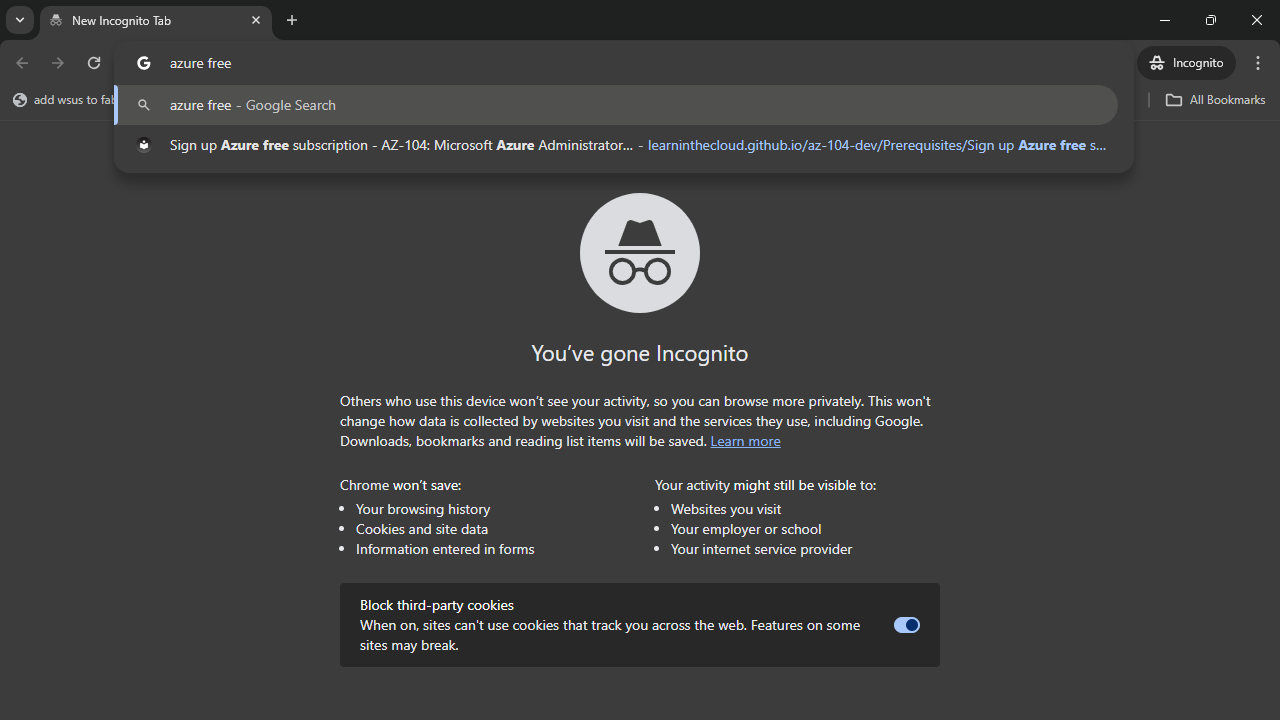 New Incognito Tab
azure free
Incognito
add wsus to fab
All Bookmarks
azure free - Google Search
Sign up Azure free subscription - AZ-104: Microsoft Azure Administrator... - learninthecloud.github.io/az-104-dev/Prerequisites/Sign up Azure free s...
You've gone Incognito
Others who use this device won't see your activity, so you can browse more privately. This won't
change how data is collected by websites you visit and the services they use, including Google.
Downloads, bookmarks and reading list items will be saved. Learn more
Chrome won't save:
• Your browsing history
• Cookies and site data
• Information entered in forms
Your activity might still be visible to:
• Websites you visit
• Your employer or school
• Your internet service provider
Block third-party cookies
When on, sites can't use cookies that track you across the web. Features on some
sites may break.